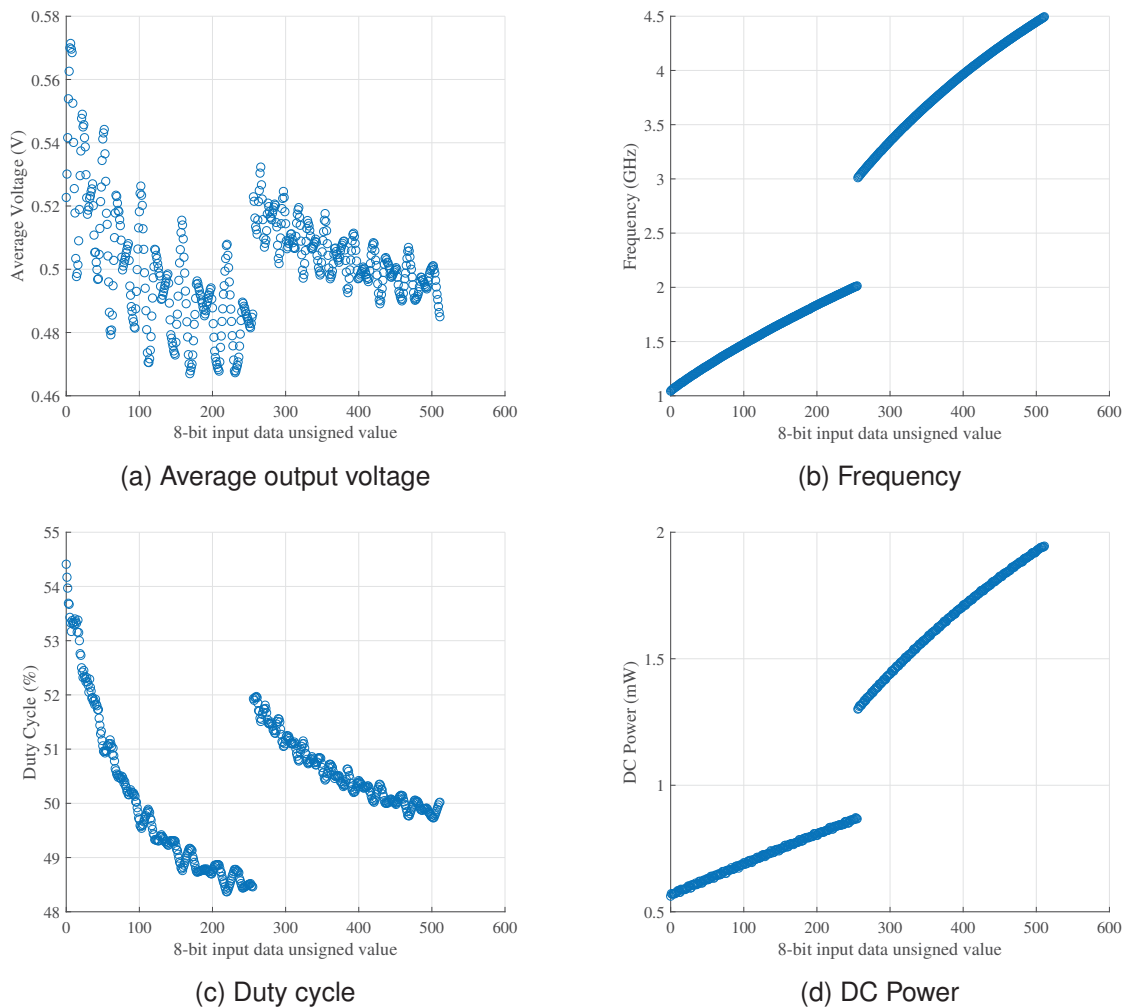 0.58
0.56
0.54
0.52
0.5
0.48
0.46
Average Voltage (V)
0 100 200 300 400 500 600
8-bit input data unsigned value
(a) Average output voltage
4.5
4
3.5
3
2.5
2
1.5
1
Frequency (GHz)
0 100 200 300 400 500 600
8-bit input data unsigned value
(b) Frequency
55
54
53
52
51
50
49
48
Duty Cycle (%)
0 100 200 300 400 500 600
8-bit input data unsigned value
(c) Duty cycle
2
1.5
1
0.5
DC Power (mW)
0 100 200 300 400 500 600
8-bit input data unsigned value
(d) DC Power